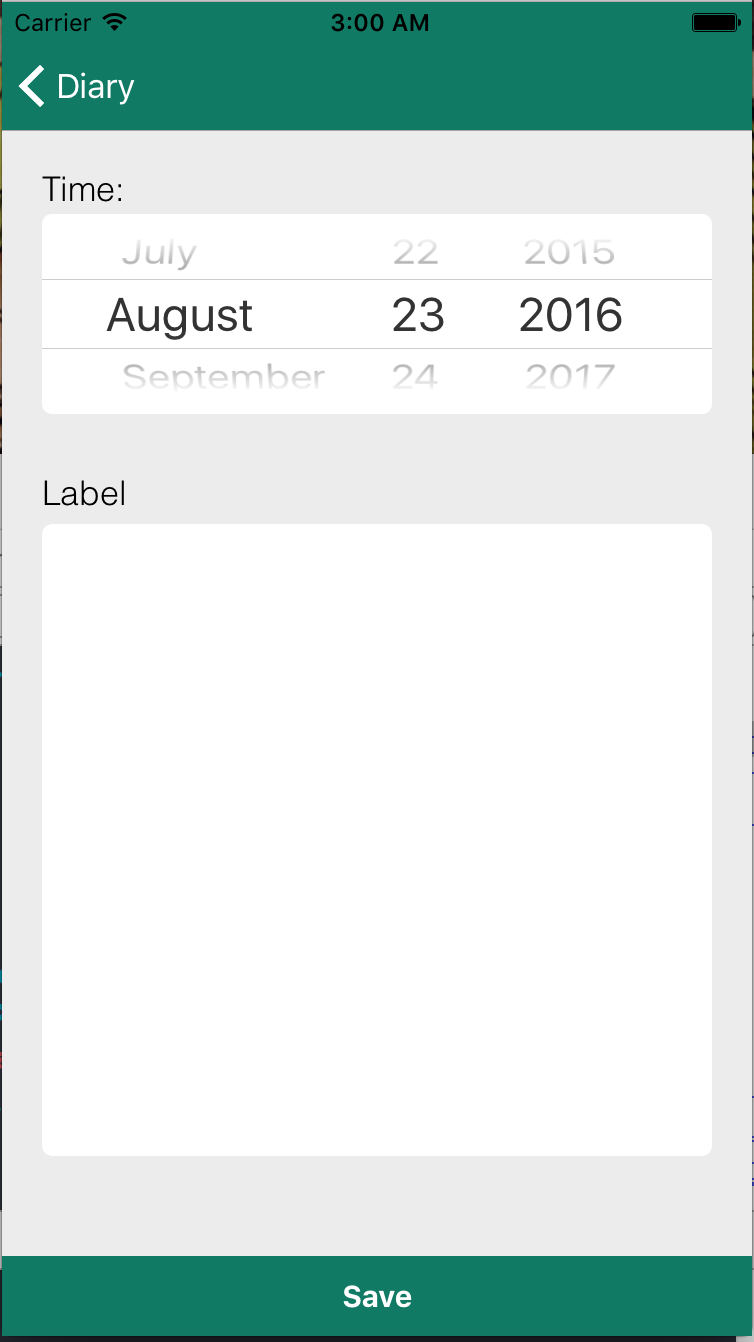 Carrier 3:00 AM
Diary
Time:
July 22 2015
August 23 2016
September 24 2017
Label
Save